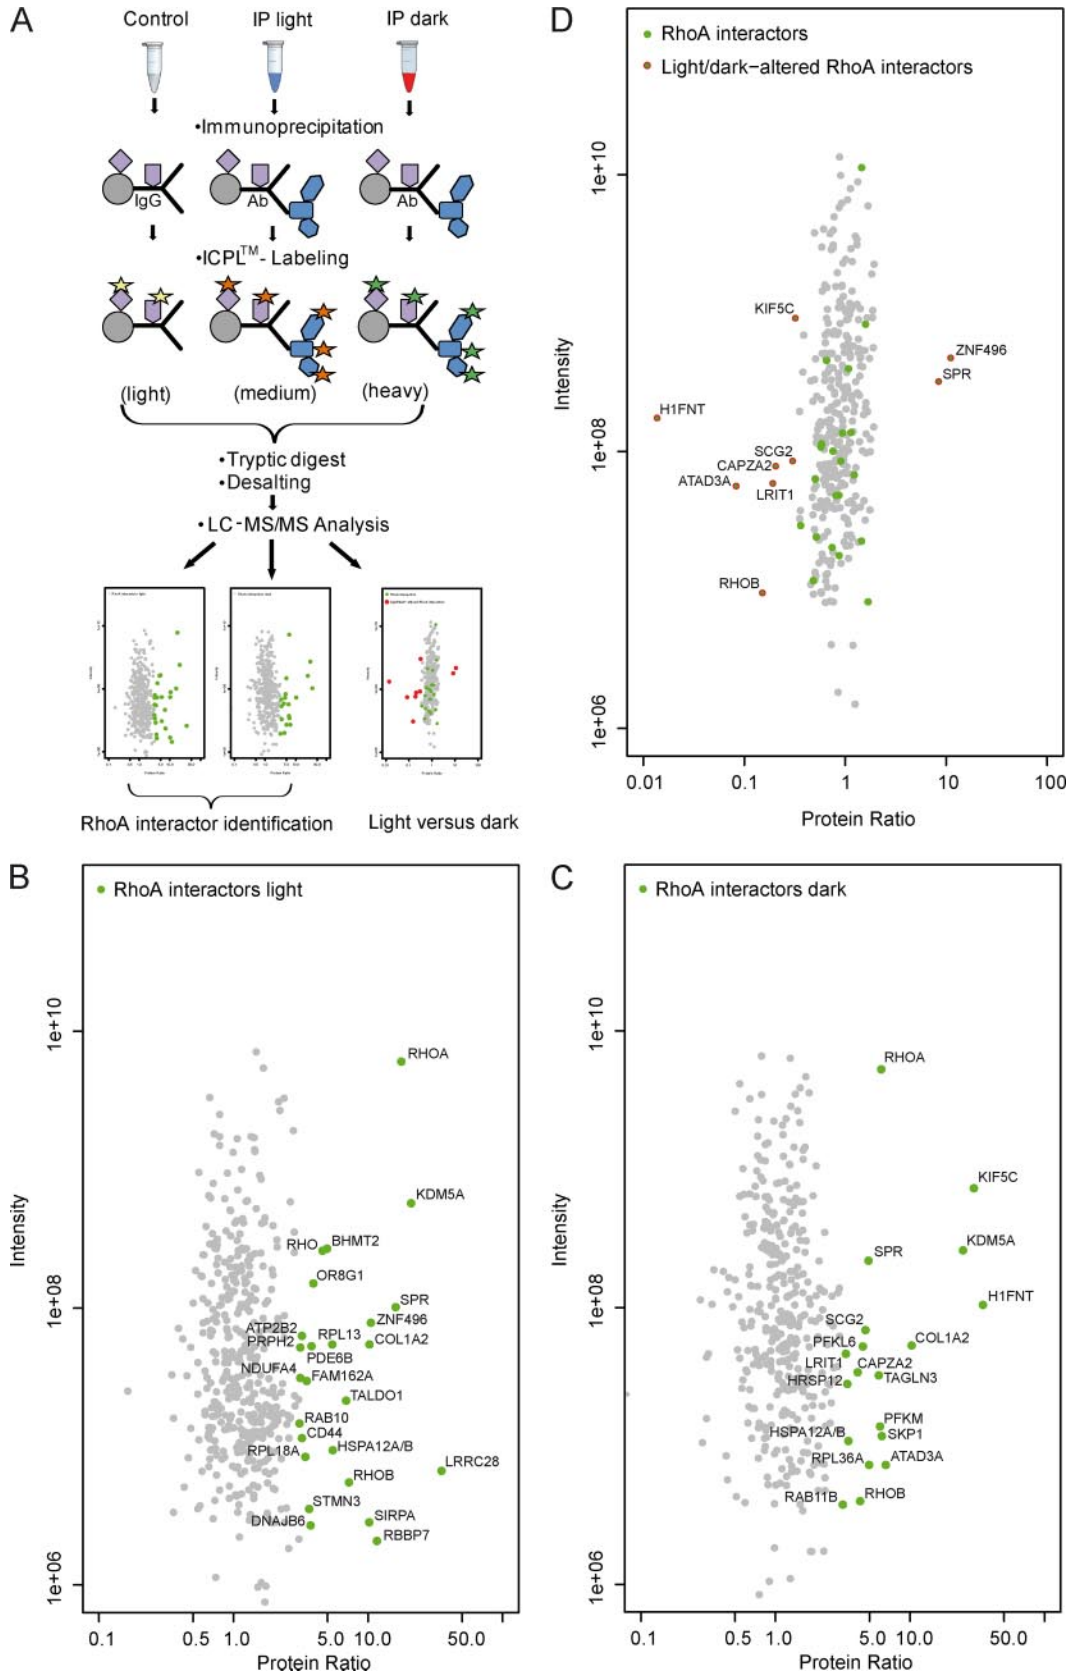 A
Control
IP light
IP dark
•Immunoprecipitation
IgG
Ab
Ab
•ICPL™- Labeling
(light)
(medium)
(heavy)
•Tryptic digest
•Desalting
•LC-MS/MS Analysis
Protein Ratio
Protein Ratio
Protein Ratio
RhoA interactor identification
Light versus dark
D
RhoA interactors
Light/dark–altered RhoA interactors
Intensity
1e+10
1e+08
1e+06
KIF5C
ZNF496
SPR
H1FNT
SCG2
CAPZA2
ATAD3A
LRIT1
RHOB
0.01
0.1
1
10
100
Protein Ratio
B
RhoA interactors light
Intensity
1e+10
1e+08
1e+06
RHOA
KDM5A
RHO
BHMT2
OR8G1
SPR
ZNF496
ATP2B2
RPL13
COL1A2
PRPH2
PDE6B
NDUFA4
FAM162A
TALDO1
RAB10
CD44
RPL18A
HSPA12A/B
LRRC28
RHOB
STMN3
SIRPA
DNAJB6
RBBP7
0.1
0.5
1.0
5.0
10.0
50.0
Protein Ratio
C
RhoA interactors dark
Intensity
1e+10
1e+08
1e+06
RHOA
KIF5C
KDM5A
SPR
H1FNT
SCG2
PFKL6
COL1A2
LRIT1
CAPZA2
HRSP12
TAGLN3
PFKM
HSPA12A/B
SKP1
RPL36A
ATAD3A
RAB11B
RHOB
0.1
0.5
1.0
5.0
10.0
50.0
Protein Ratio